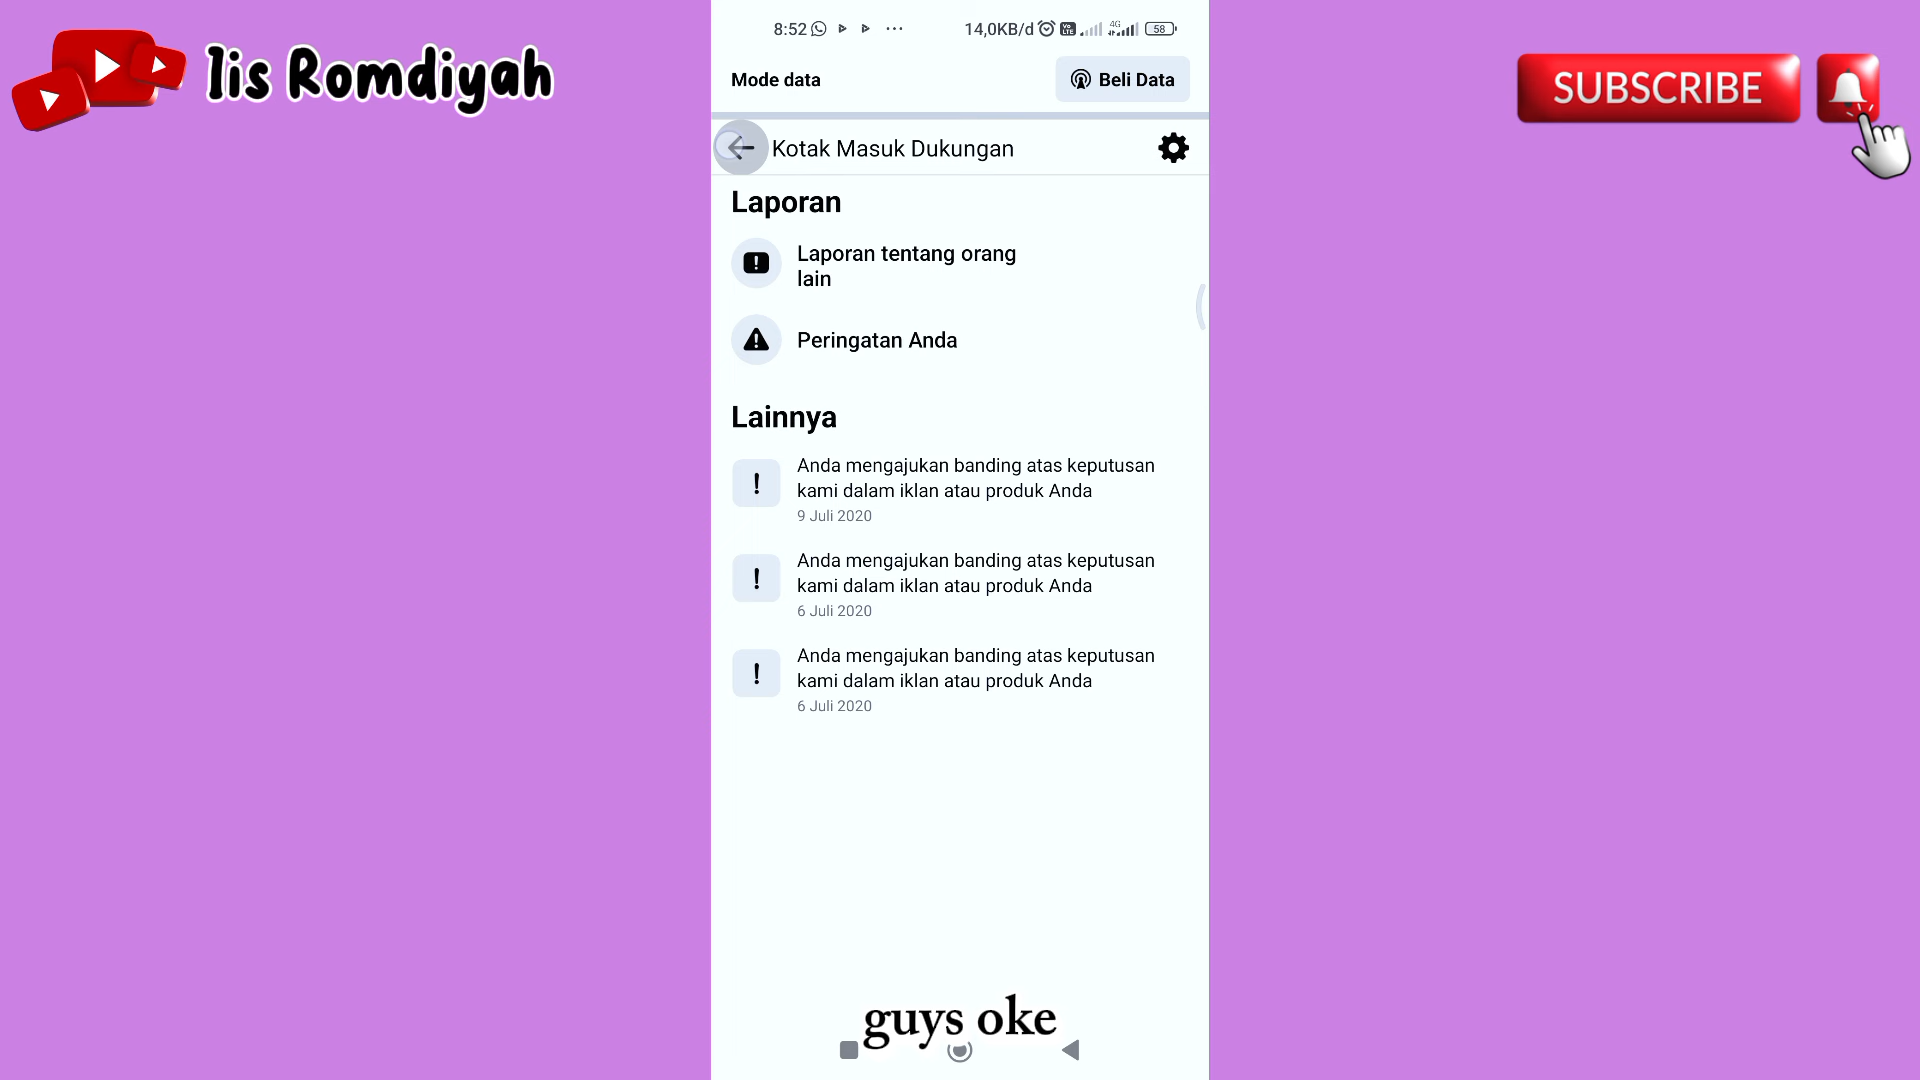 Iis Romdiyah
SUBSCRIBE
8:52
14,0KB/d
4G
58
Mode data
Beli Data
Kotak Masuk Dukungan
Laporan
Laporan tentang orang
lain
Peringatan Anda
Lainnya
Anda mengajukan banding atas keputusan
kami dalam iklan atau produk Anda
9 Juli 2020
Anda mengajukan banding atas keputusan
kami dalam iklan atau produk Anda
6 Juli 2020
Anda mengajukan banding atas keputusan
kami dalam iklan atau produk Anda
6 Juli 2020
guys oke